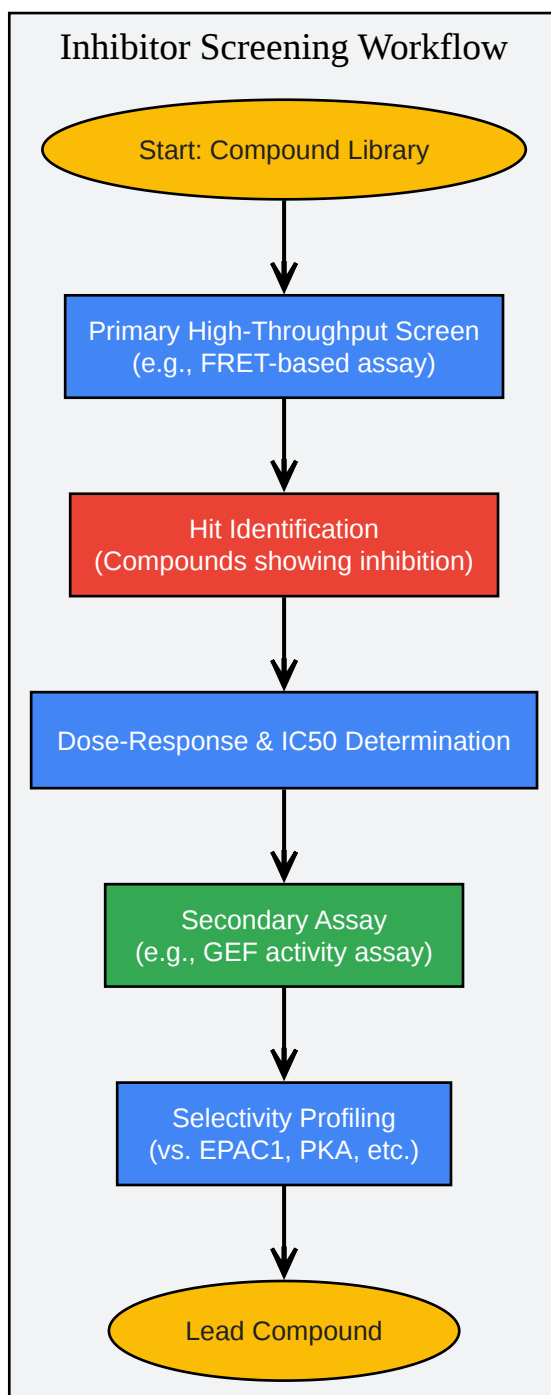 Inhibitor Screening Workflow
Start: Compound Library
Primary High-Throughput Screen
(e.g., FRET-based assay)
Hit Identification
(Compounds showing inhibition)
Dose-Response & IC50 Determination
Secondary Assay
(e.g., GEF activity assay)
Selectivity Profiling
(vs. EPAC1, PKA, etc.)
Lead Compound